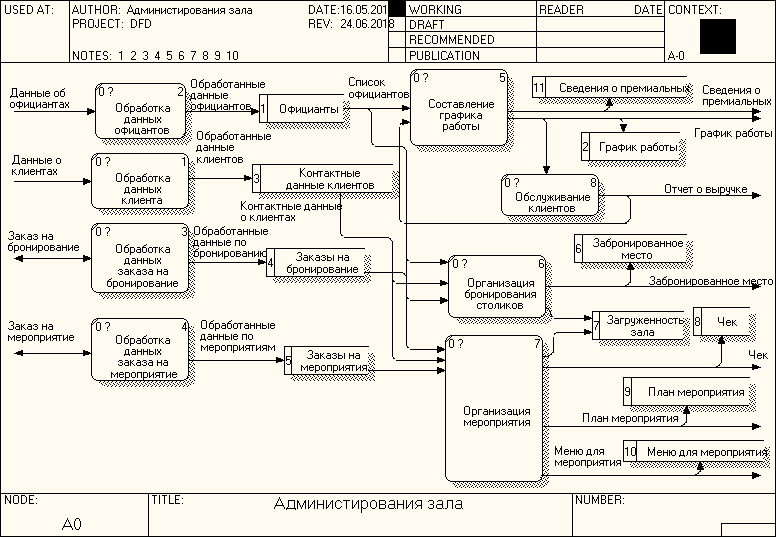 USED AT:
AUTHOR: Администирования зала
DATE:16.05.201
WORKING
READER
DATE
CONTEXT:
PROJECT: DFD
REV: 24.06.2018
DRAFT
RECOMMENDED
NOTES: 1 2 3 4 5 6 7 8 9 10
PUBLICATION
A-0
Данные об
официантах
0 ?
2
Обработка
данных
офицантов
Обработанные
данные
официантов
1
Официанты
Список
официантов
0 ?
5
Составление
графика
работы
11
Сведения о премиальных
Сведения о
премиальных
График работы
2
График работы
Данные о
клиентах
0 ?
1
Обработка
данных
клиента
Обработанные
данные
клиентов
3
Контактные
данные клиентов
Контактные данные
о клиентах
0 ?
8
Обслуживание
клиентов
Отчет о выручке
Заказ на
бронирование
0 ?
3
Обработка
данных
заказа на
бронирование
Обработанные
данные по
бронированию
4
Заказы на
бронирование
0 ?
6
Организация
бронирования
столиков
6
Забронированное
место
Забронированное место
Заказ на
мероприятие
0 ?
4
Обработка
данных
заказа на
мероприятие
Обработанные
данные по
мероприятиям
5
Заказы на
мероприятия
0 ?
7
Организация
мероприятия
7
Загруженность
зала
8
Чек
Чек
9
План мероприятия
План мероприятия
Меню для
мероприятия
10
Меню для мероприятия
NODE:
TITLE:
NUMBER:
A0
Администирования зала